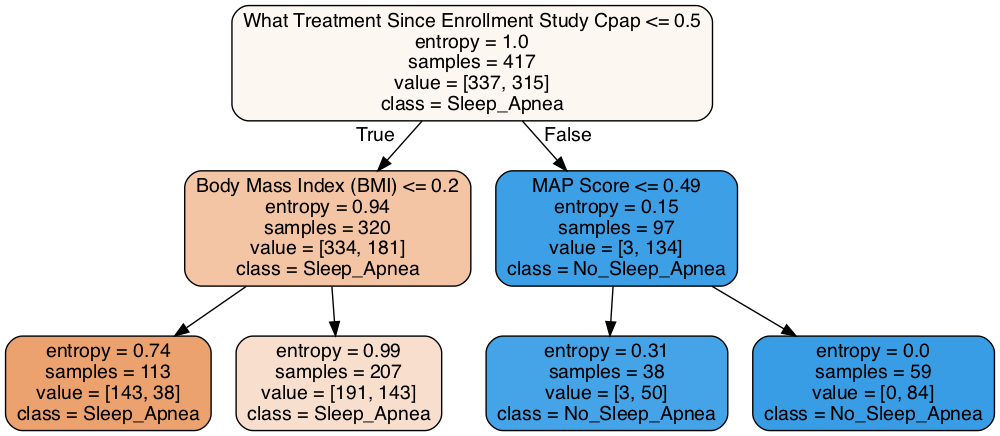 What Treatment Since Enrollment Study Cpap <= 0.5
entropy = 1.0
samples = 417
value = [337, 315]
class = Sleep_Apnea
True
False
Body Mass Index (BMI) <= 0.2
entropy = 0.94
samples = 320
value = [334, 181]
class = Sleep_Apnea
MAP Score <= 0.49
entropy = 0.15
samples = 97
value = [3, 134]
class = No_Sleep_Apnea
entropy = 0.74
samples = 113
value = [143, 38]
class = Sleep_Apnea
entropy = 0.99
samples = 207
value = [191, 143]
class = Sleep_Apnea
entropy = 0.31
samples = 38
value = [3, 50]
class = No_Sleep_Apnea
entropy = 0.0
samples = 59
value = [0, 84]
class = No_Sleep_Apnea